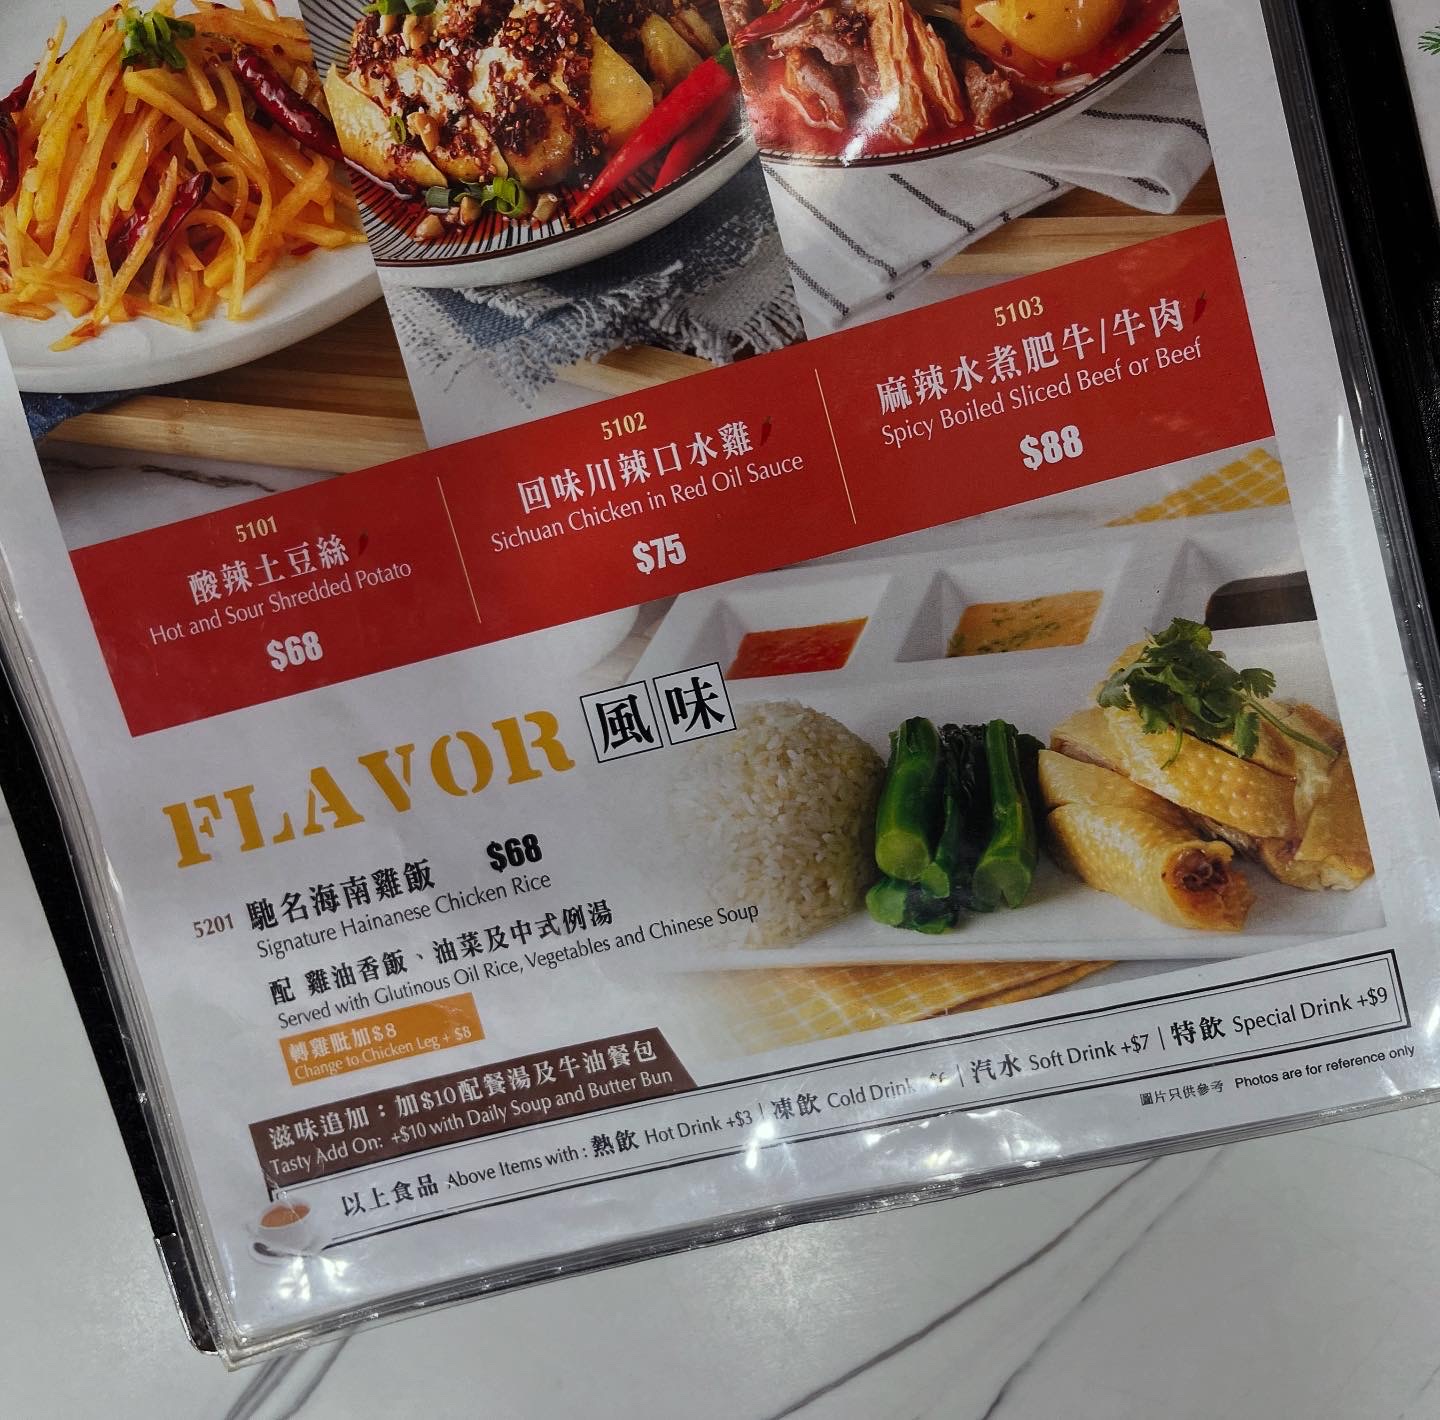 5101
酸辣土豆絲
Hot and Sour Shredded Potato
$68
5102
回味川辣口水雞
Sichuan Chicken in Red Oil Sauce
$75
5103
麻辣水煮肥牛/牛肉
Spicy Boiled Sliced Beef or Beef
$88
FLAVOR 風味
5201 馳名海南雞飯 $68
Signature Hainanese Chicken Rice
配 雞油香飯、油菜及中式例湯
Served with Glutinous Oil Rice, Vegetables and Chinese Soup
轉雞髀加$8
Change to Chicken Leg + $8
滋味追加：加$10配餐湯及牛油餐包
Tasty Add On: +$10 with Daily Soup and Butter Bun
以上食品 Above Items with : 熱飲 Hot Drink +$3 | 凍飲 Cold Drink | 汽水 Soft Drink +$7 | 特飲 Special Drink +$9
圖片只供參考 Photos are for reference only